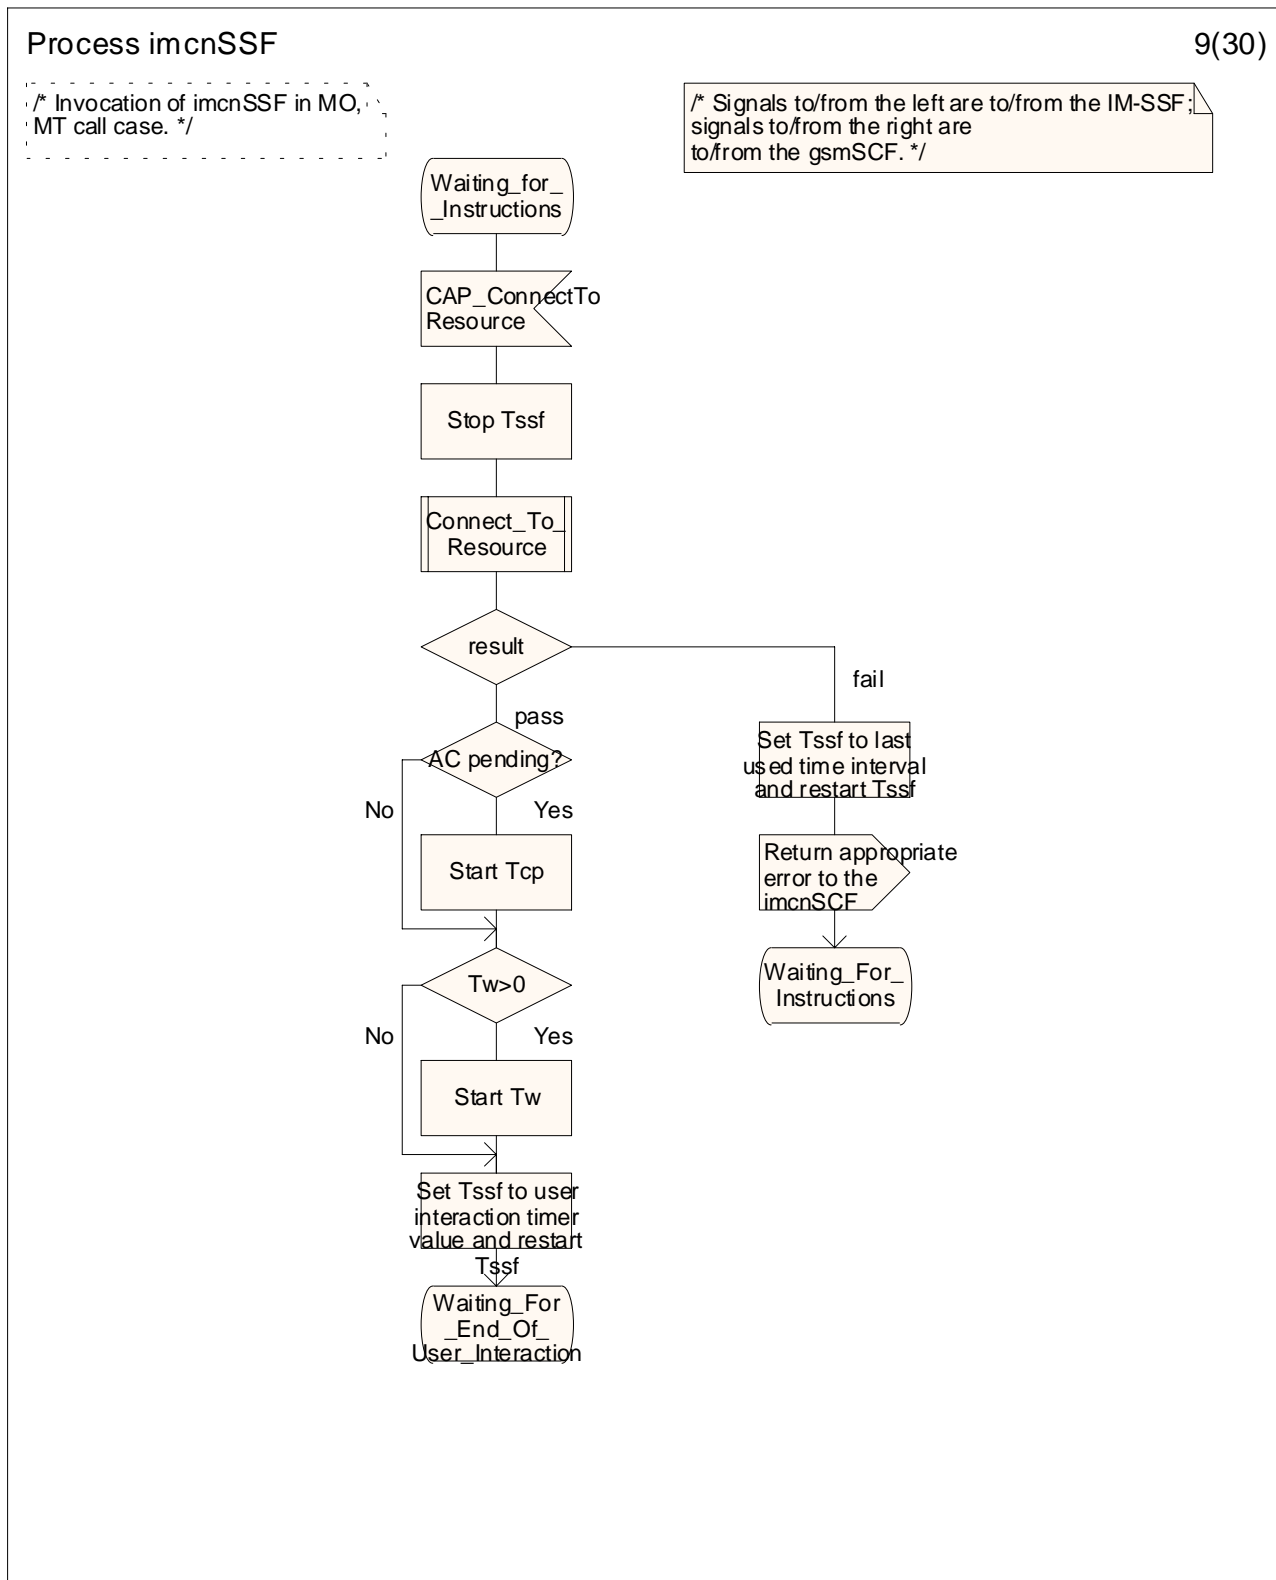 Process imcnSSF
9(30)
/* Invocation of imcnSSF in MO,
MT call case. */
/* Signals to/from the left are to/from the IM-SSF;
signals to/from the right are
to/from the gsmSCF. */
Waiting_for_
_Instructions
CAP_ConnectTo
Resource
Stop Tssf
Connect_To_
Resource
result
fail
pass
AC pending?
No
Yes
Start Tcp
Set Tssf to last
used time interval
and restart Tssf
Return appropriate
error to the
imcnSCF
Waiting_For_
Instructions
Tw>0
No
Yes
Start Tw
Set Tssf to user
interaction timer
value and restart
Tssf
Waiting_For
_End_Of_
User_Interaction